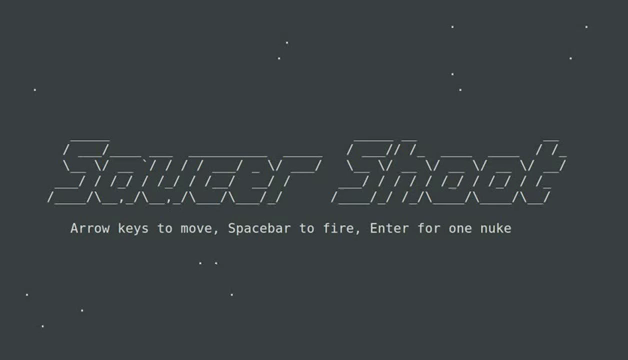 Saucer Shoot
Arrow keys to move, Spacebar to fire, Enter for one nuke